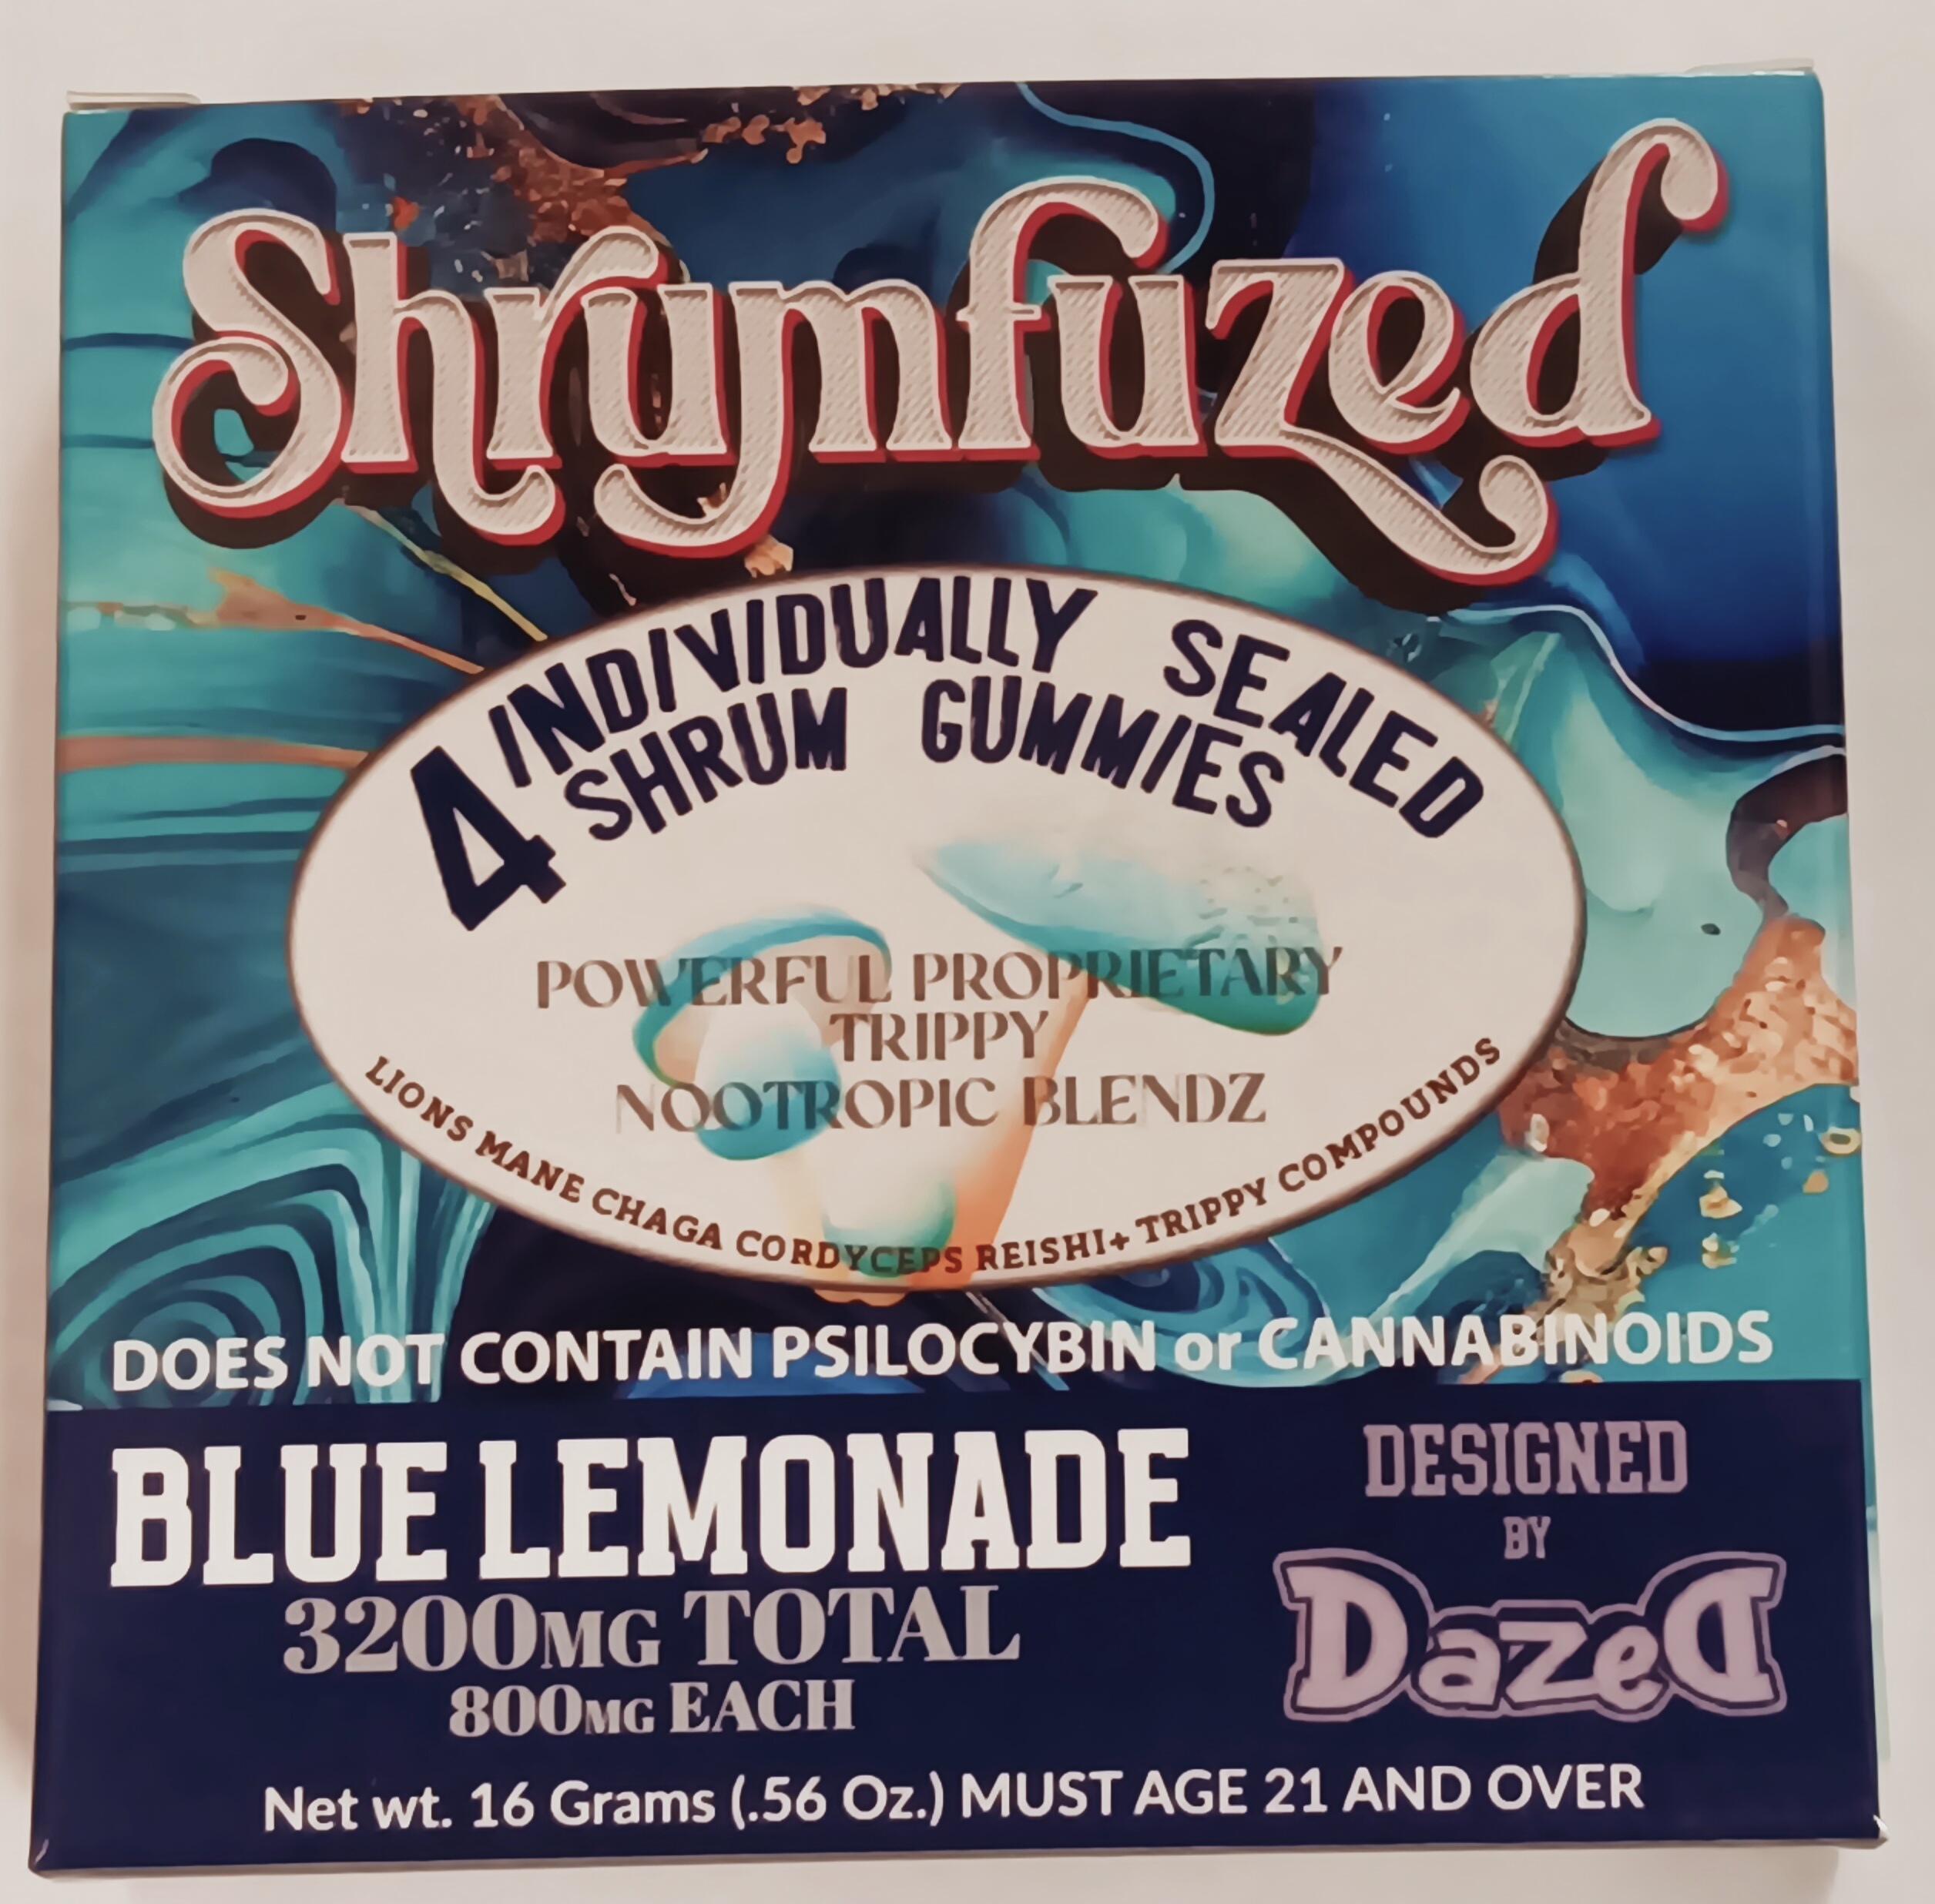 Shrumfuzed
4 INDIVIDUALLY SEALED
SHRUM GUMMIES
POWERFUL PROPRIETARY
TRIPPY
NOOTROPIC BLENDZ
LIONS MANE CHAGA CORDYCEPS REISHI+ TRIPPY COMPOUNDS
DOES NOT CONTAIN PSILOCYBIN or CANNABINOIDS
BLUE LEMONADE
3200MG TOTAL
800MG EACH
DESIGNED
BY
DazeD
Net wt. 16 Grams (.56 Oz.) MUST AGE 21 AND OVER